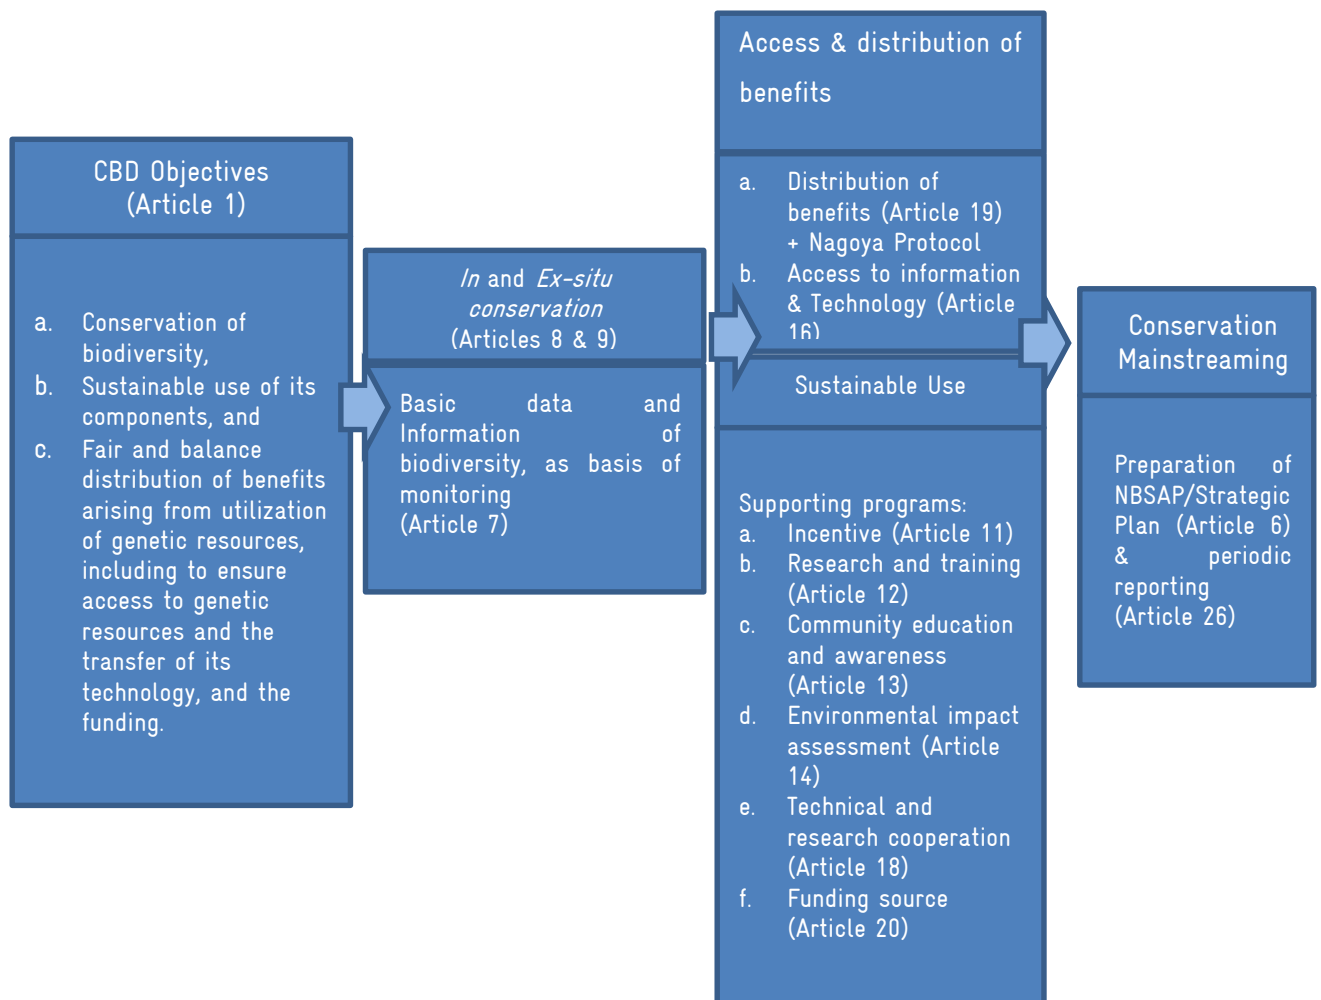 CBD Objectives
(Article 1)
a. Conservation of
biodiversity,
b. Sustainable use of its
components, and
c. Fair and balance
distribution of benefits
arising from utilization
of genetic resources,
including to ensure
access to genetic
resources and the
transfer of its
technology, and the
funding.
In and Ex-situ
conservation
(Articles 8 & 9)
Basic data and
Information of
biodiversity, as basis of
monitoring
(Article 7)
Access & distribution of
benefits
a. Distribution of
benefits (Article 19)
+ Nagoya Protocol
b. Access to information
& Technology (Article
16)
Sustainable Use
Supporting programs:
a. Incentive (Article 11)
b. Research and training
(Article 12)
c. Community education
and awareness
(Article 13)
d. Environmental impact
assessment (Article
14)
e. Technical and
research cooperation
(Article 18)
f. Funding source
(Article 20)
Conservation
Mainstreaming
Preparation of
NBSAP/Strategic
Plan (Article 6)
& periodic
reporting
(Article 26)